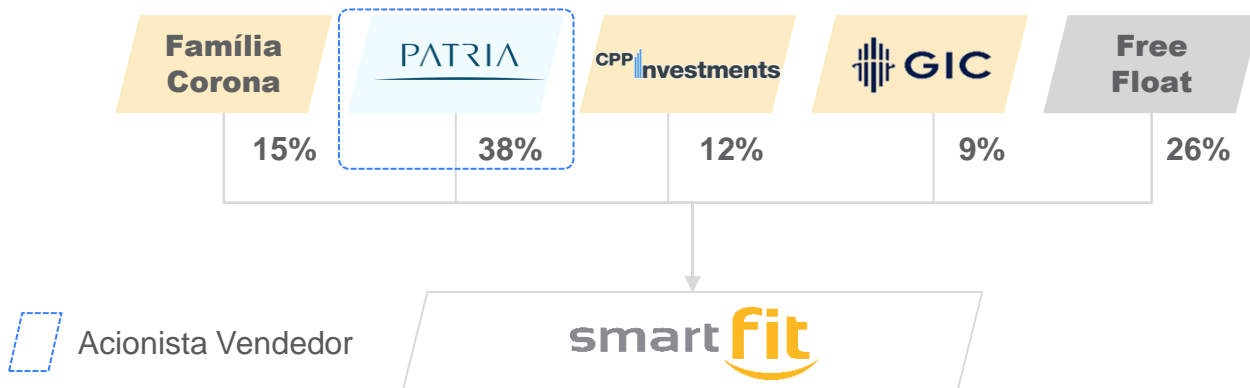 Família
Corona
PATRIA
CPP Investments
GIC
Free
Float
15%
38%
12%
9%
26%
Acionista Vendedor
smart fit